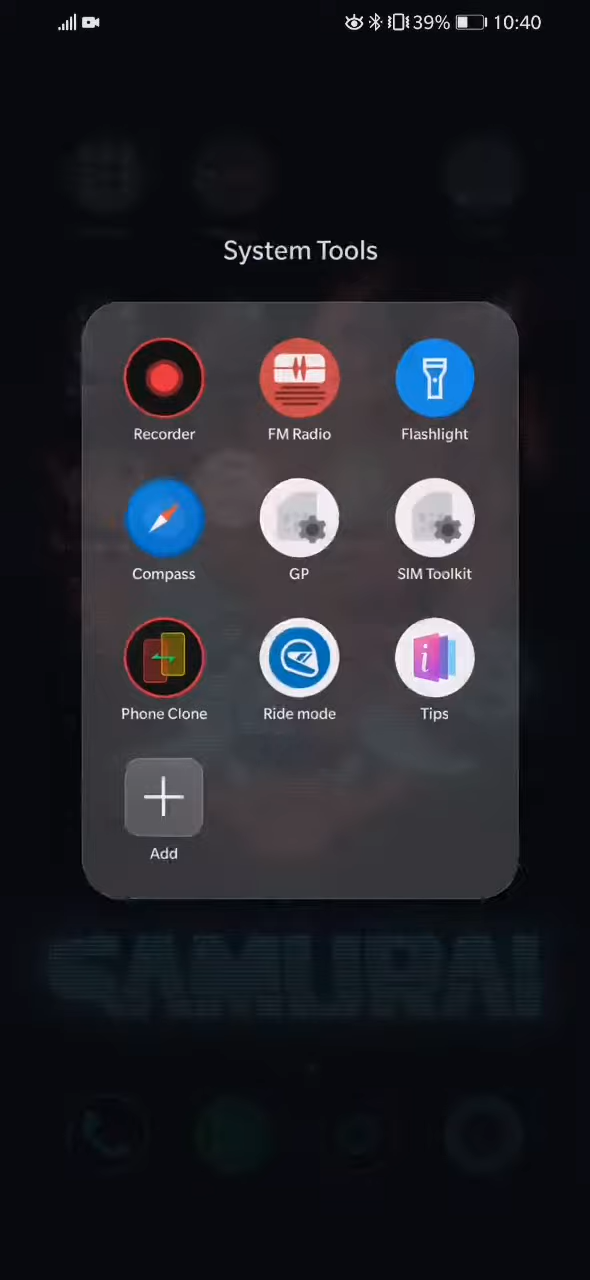 39% 10:40
System Tools
Recorder FM Radio Flashlight
Compass GP SIM Toolkit
Phone Clone Ride mode Tips
Add
SAMURAI